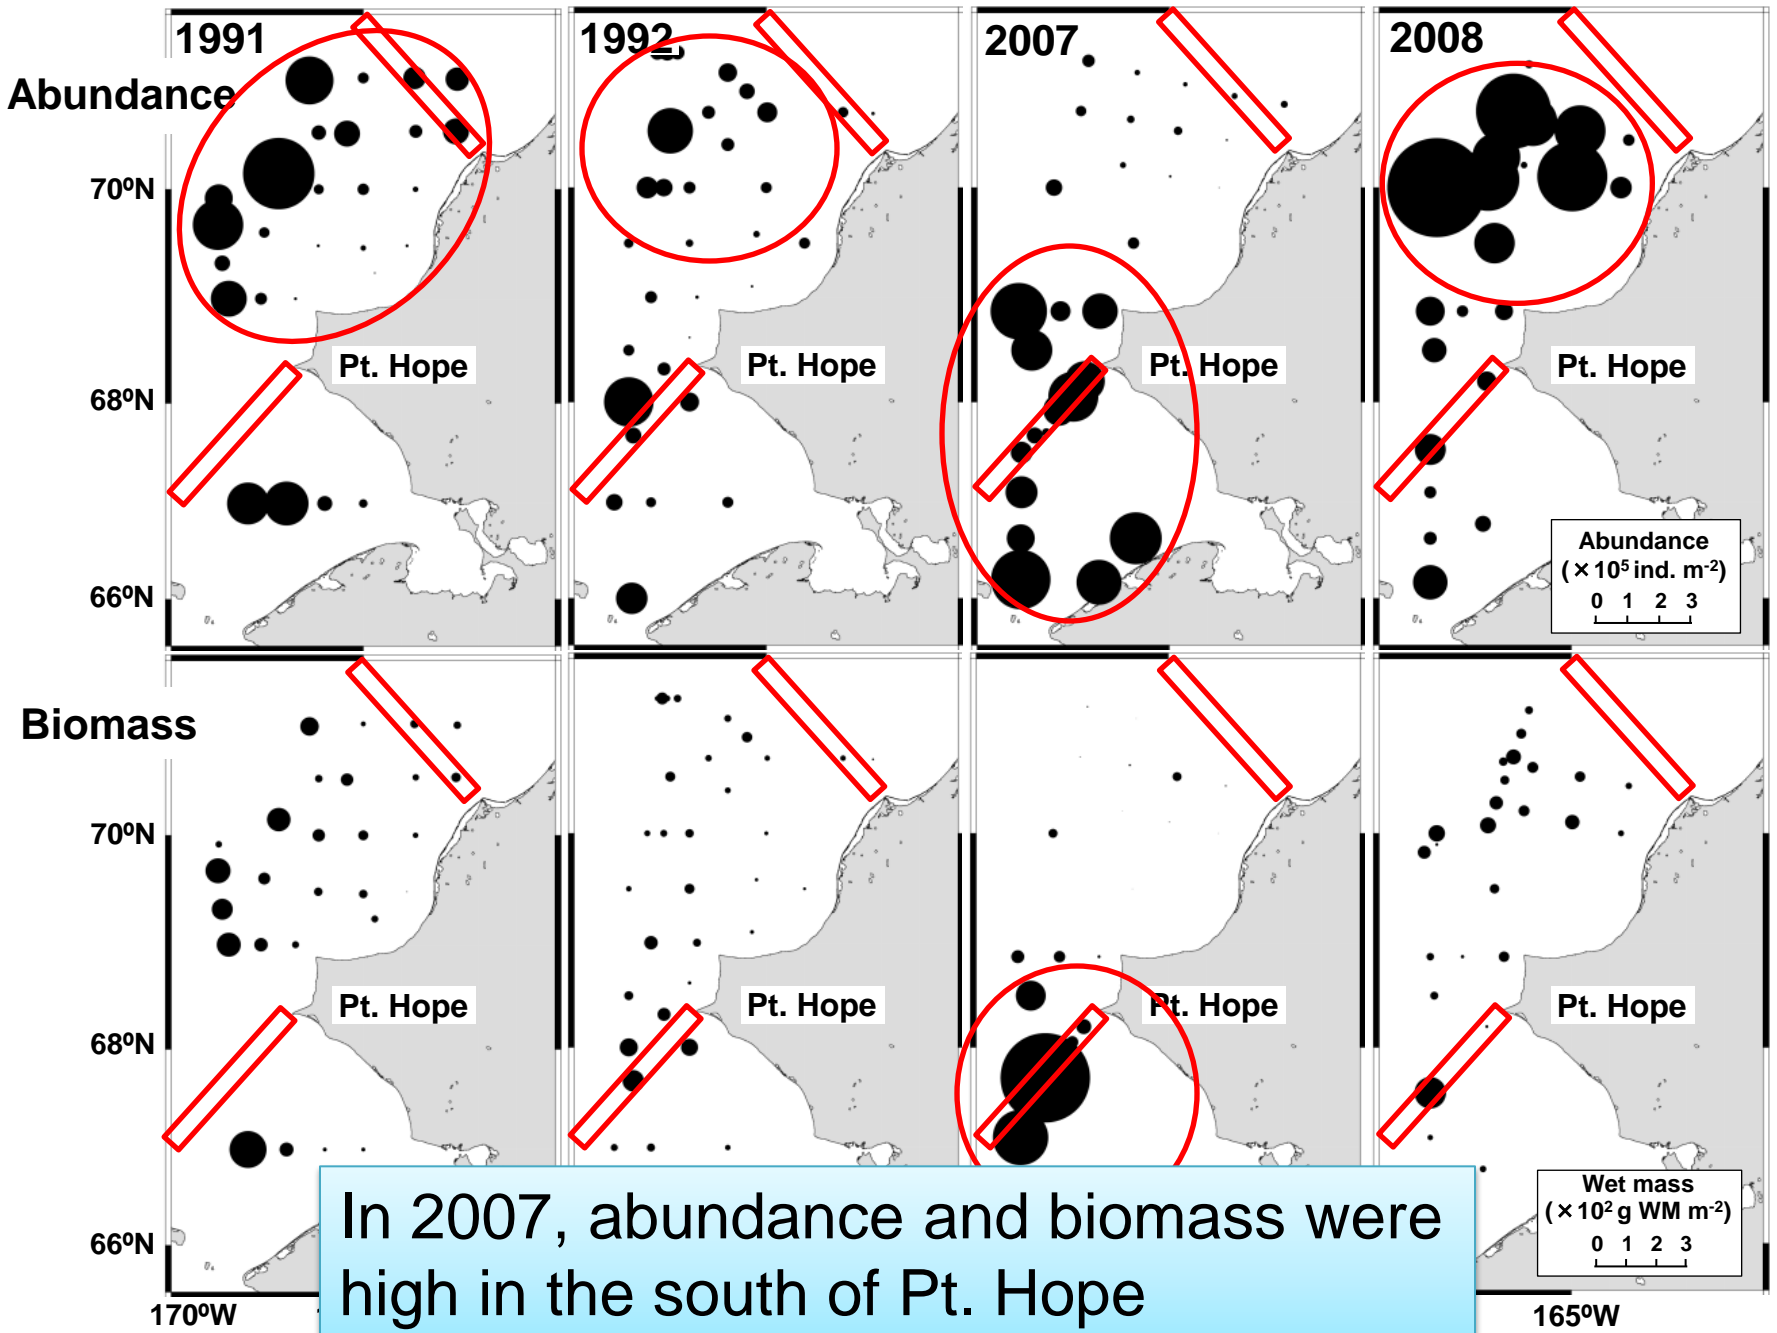 1991
1992
2007
2008
Abundance
70ºN
Pt. Hope
Pt. Hope
Pt. Hope
Pt. Hope
68ºN
66ºN
Abundance
(×10⁵ ind. m⁻²)
0 1 2 3
Biomass
70ºN
Pt. Hope
Pt. Hope
Pt. Hope
Pt. Hope
68ºN
66ºN
Wet mass
(×10² g WM m⁻²)
0 1 2 3
In 2007, abundance and biomass were
high in the south of Pt. Hope
170ºW
165ºW